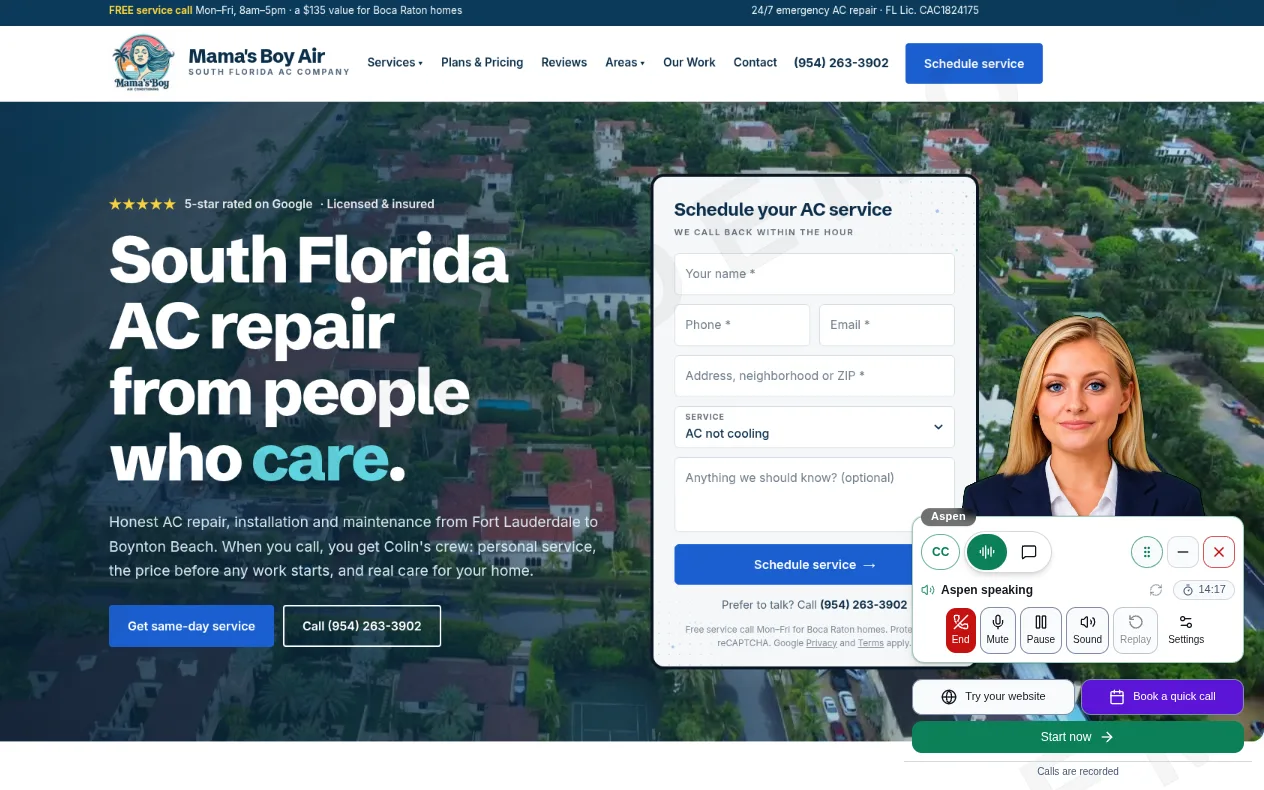 FREE service call Mon–Fri, 8am–5pm · a $135 value for Boca Raton homes
24/7 emergency AC repair · FL Lic. CAC1824175
Mama's Boy
AIR CONDITIONING
Mama's Boy Air
SOUTH FLORIDA AC COMPANY
Services
Plans & Pricing
Reviews
Areas
Our Work
Contact
(954) 263-3902
Schedule service
★★★★★ 5-star rated on Google · Licensed & insured
South Florida
AC repair
from people
who care.
Honest AC repair, installation and maintenance from Fort Lauderdale to
Boynton Beach. When you call, you get Colin's crew: personal service,
the price before any work starts, and real care for your home.
Get same-day service
Call (954) 263-3902
Schedule your AC service
WE CALL BACK WITHIN THE HOUR
Your name *
Phone *
Email *
Address, neighborhood or ZIP *
SERVICE
AC not cooling
Anything we should know? (optional)
Schedule service →
Prefer to talk? Call (954) 263-3902
Free service call Mon–Fri for Boca Raton homes.
reCAPTCHA. Google Privacy and Terms apply.
DEMO
Aspen
CC
Aspen speaking
14:17
End
Mute
Pause
Sound
Replay
Settings
Try your website
Book a quick call
Start now →
Calls are recorded